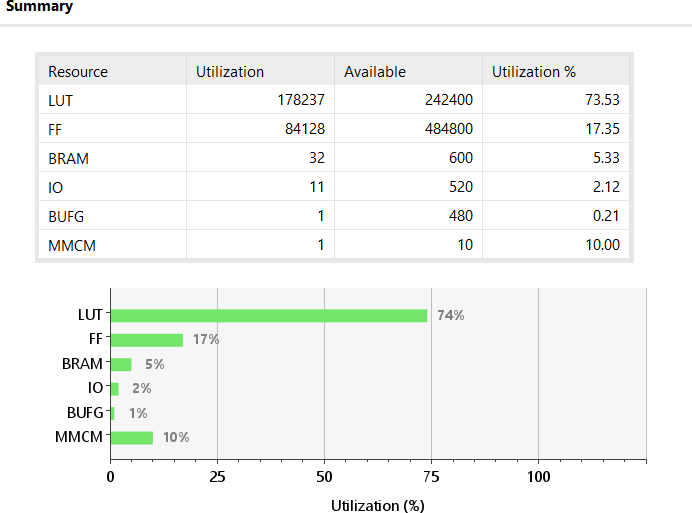 Summary
Resource Utilization Available Utilization %
LUT 178237 242400 73.53
FF 84128 484800 17.35
BRAM 32 600 5.33
IO 11 520 2.12
BUFG 1 480 0.21
MMCM 1 10 10.00
LUT 74%
FF 17%
BRAM 5%
IO 2%
BUFG 1%
MMCM 10%
0 25 50 75 100
Utilization (%)